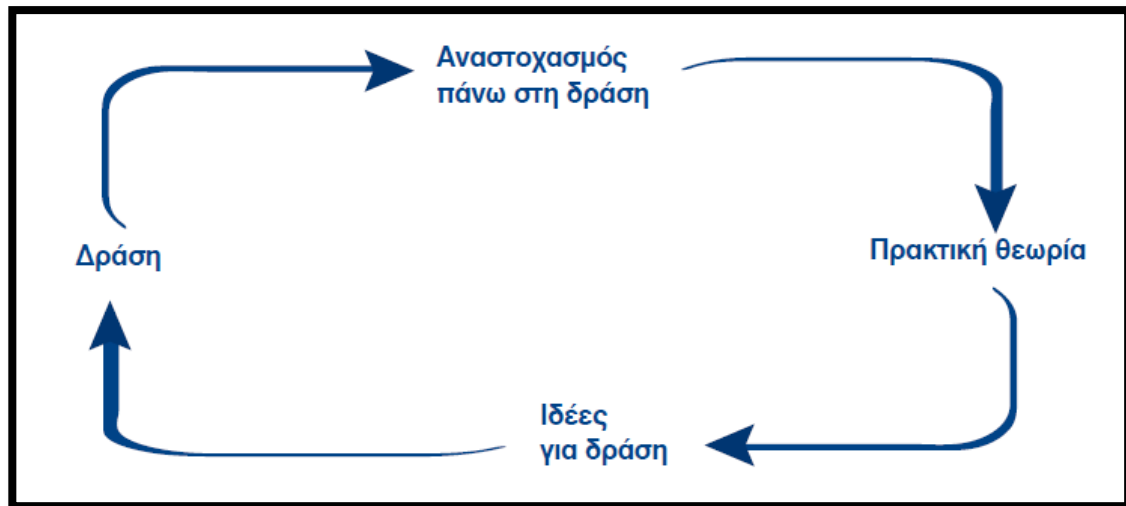 Αναστοχασμός
πάνω στη δράση
Δράση
Πρακτική θεωρία
Ιδέες
για δράση